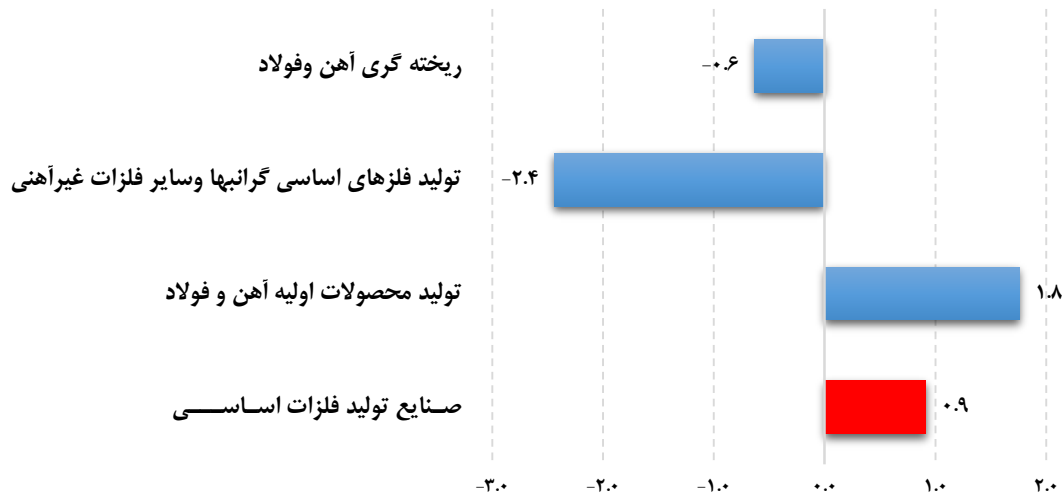 ریخته گری آهن وفولاد
-۰.۶
تولید فلزهای اساسی گرانبها وسایر فلزات غیرآهنی
-۲.۴
تولید محصولات اولیه آهن و فولاد
۱.۸
صـنایع تولید فلزات اسـاســــی
۰.۹
-۳.۰ -۲.۰ -۱.۰ ۰.۰ ۱.۰ ۲.۰